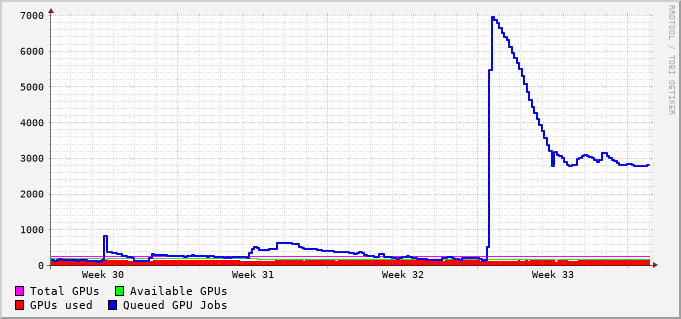 7000
6000
5000
4000
3000
2000
1000
0
Week 30 Week 31 Week 32 Week 33
Total GPUs Available GPUs
GPUs used Queued GPU Jobs
RRDTOOL / TOBI OETIKER